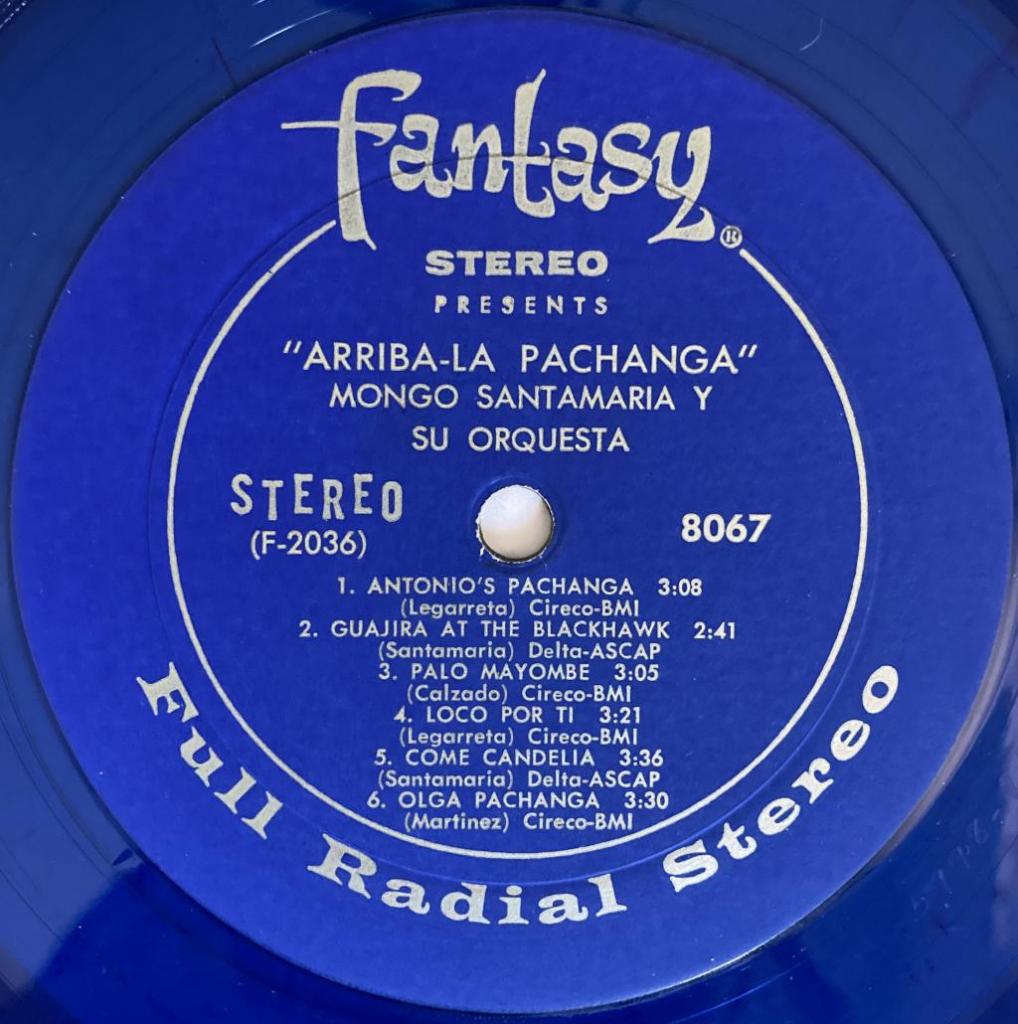 fantasy®
STEREO
PRESENTS
"ARRIBA-LA PACHANGA"
MONGO SANTAMARIA Y
SU ORQUESTA
STEREO
(F-2036)
8067
1. ANTONIO'S PACHANGA 3:08
(Legarreta) Cireco-BMI
2. GUAJIRA AT THE BLACKHAWK 2:41
(Santamaria) Delta-ASCAP
3. PALO MAYOMBE 3:05
(Calzado) Cireco-BMI
4. LOCO POR TI 3:21
(Legarreta) Cireco-BMI
5. COME CANDELIA 3:36
(Santamaria) Delta-ASCAP
6. OLGA PACHANGA 3:30
(Martinez) Cireco-BMI
Full Radial Stereo